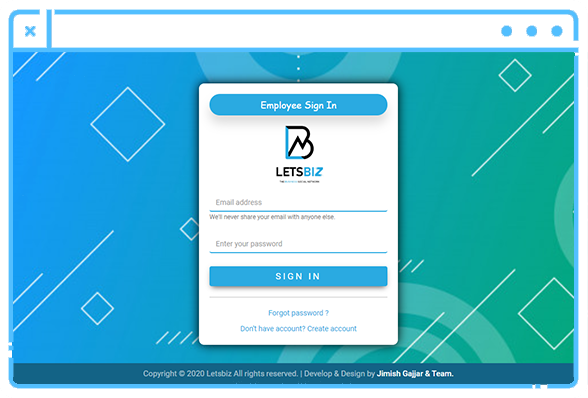 Employee Sign In
LETSBIZ
Email address
We'll never share your email with anyone else.
Enter your password
SIGN IN
Forgot password ?
Don't have account? Create account
Copyright © 2020 Letsbiz All rights reserved. | Develop & Design by Jimish Gajjar & Team.